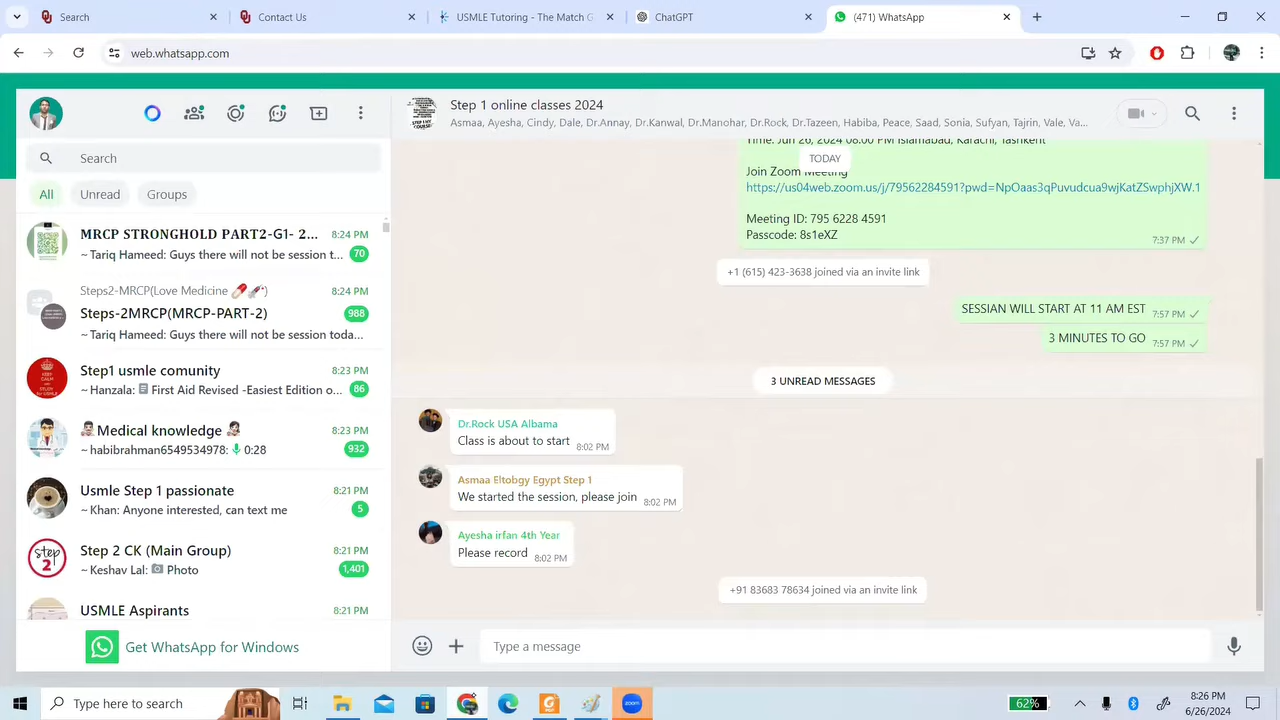 Search
Contact Us
USMLE Tutoring - The Match G
ChatGPT
(471) WhatsApp
web.whatsapp.com
Step 1 online classes 2024
Asmaa, Ayesha, Cindy, Dale, Dr.Annay, Dr.Kanwal, Dr.Manohar, Dr.Rock, Dr.Tazeen, Habiba, Peace, Saad, Sonia, Sufyan, Tajrin, Vale, Va...
Search
All
Unread
Groups
MRCP STRONGHOLD PART2-G1- 2...
8:24 PM
~ Tariq Hameed: Guys there will not be session t...
70
Steps2-MRCP(Love Medicine
8:24 PM
Steps-2MRCP(MRCP-PART-2)
988
~ Tariq Hameed: Guys there will not be session toda...
Step1 usmle comunity
8:23 PM
~ Hanzala: First Aid Revised -Easiest Edition o...
86
Medical knowledge
8:23 PM
~ habibrahman6549534978: 0:28
932
Usmle Step 1 passionate
8:21 PM
~ Khan: Anyone interested, can text me
5
step 2
Step 2 CK (Main Group)
8:21 PM
~ Keshav Lal: Photo
1,401
USMLE Aspirants
8:21 PM
Get WhatsApp for Windows
Time: Jun 26, 2024 08:00 PM Islamabad, Karachi, Tashkent
TODAY
Join Zoom Meeting
https://us04web.zoom.us/j/79562284591?pwd=NpOaas3qPuvudcua9wjKatZSwphjXW.1
Meeting ID: 795 6228 4591
Passcode: 8s1eXZ
7:37 PM
+1 (615) 423-3638 joined via an invite link
SESSIAN WILL START AT 11 AM EST
7:57 PM
3 MINUTES TO GO
7:57 PM
3 UNREAD MESSAGES
Dr.Rock USA Albama
Class is about to start
8:02 PM
Asmaa Eltobgy Egypt Step 1
We started the session, please join
8:02 PM
Ayesha irfan 4th Year
Please record
8:02 PM
+91 83683 78634 joined via an invite link
Type a message
Type here to search
zoom
62%
8:26 PM
6/26/2024